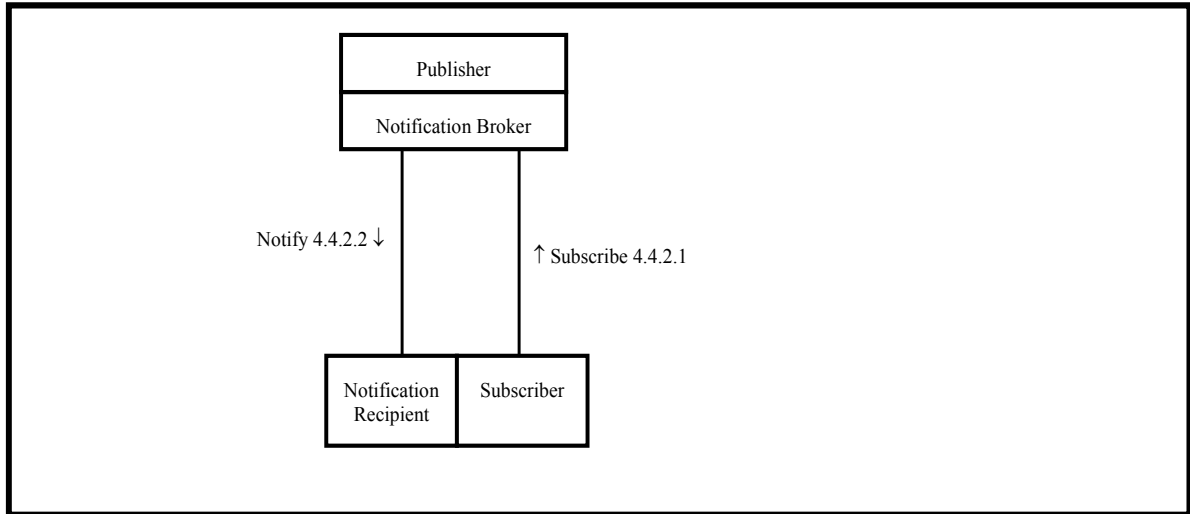 Publisher
Notification Broker
Notify 4.4.2.2 ↓
↑ Subscribe 4.4.2.1
Notification
Recipient
Subscriber